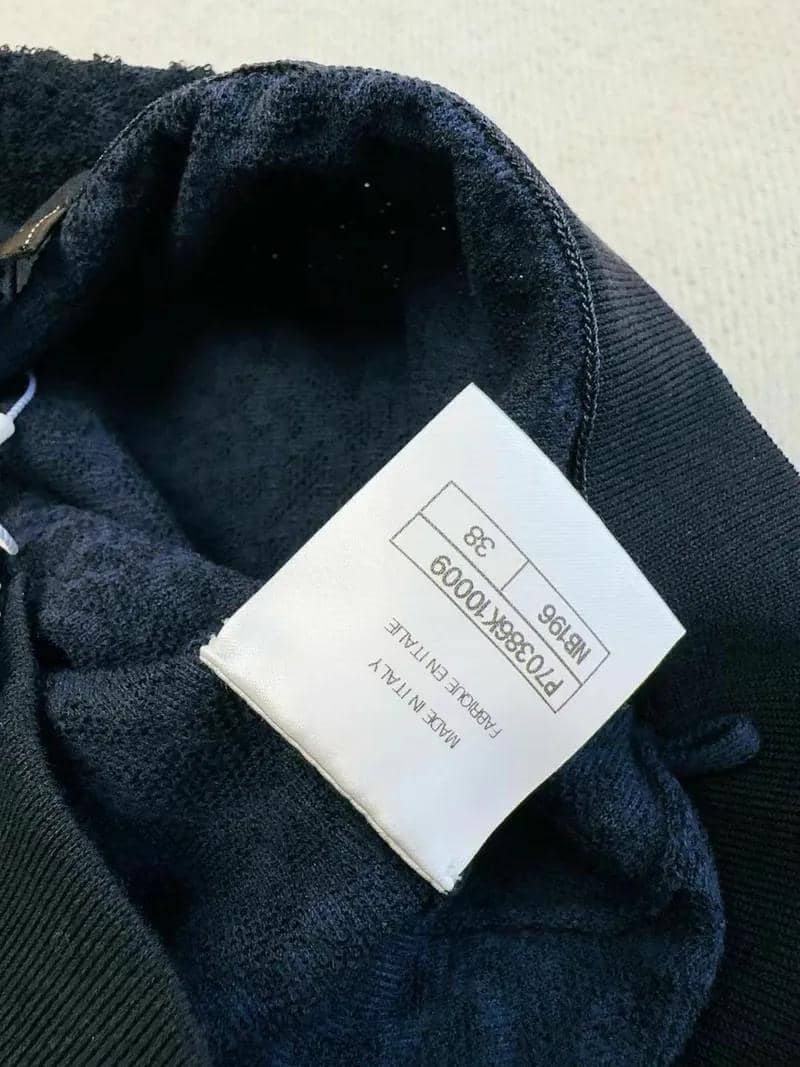 MADE IN ITALY
FABRIQUE EN ITALIE
P70386K10009
NB196 38